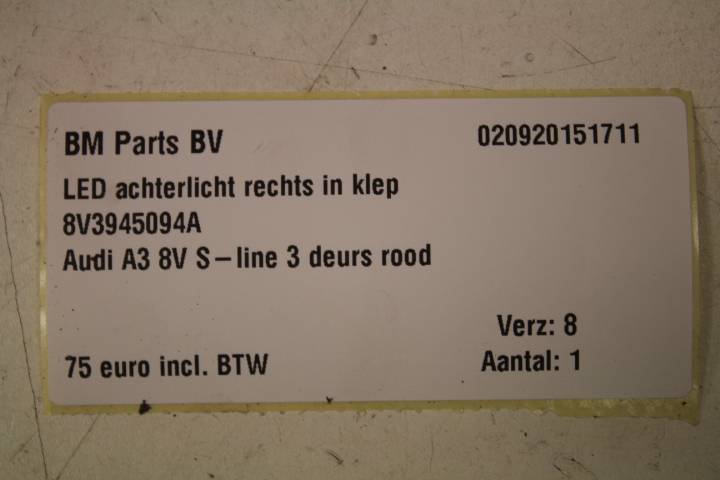 BM Parts BV 020920151711
LED achterlicht rechts in klep
8V3945094A
Audi A3 8V S-line 3 deurs rood
Verz: 8
75 euro incl. BTW Aantal: 1